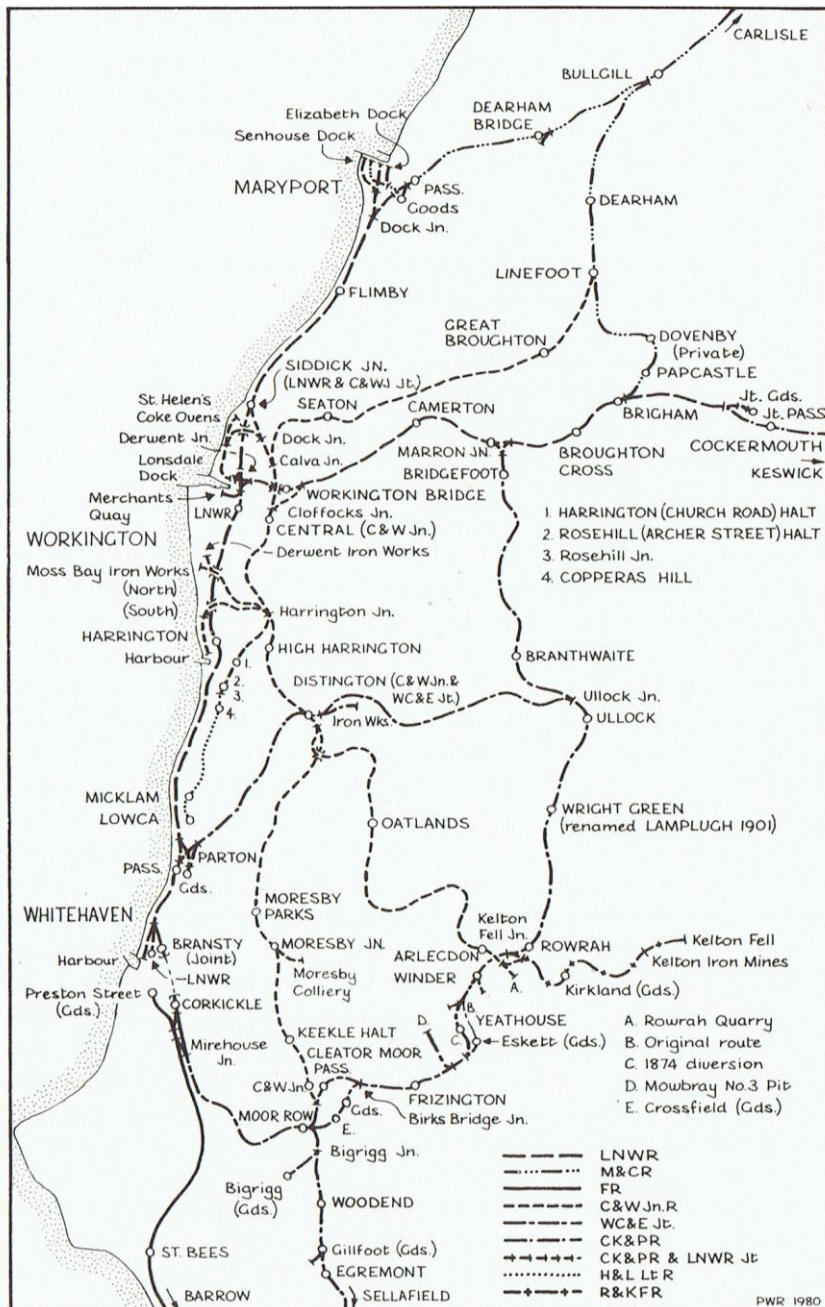 CARLISLE
BULLGILL
Elizabeth Dock
DEARHAM
BRIDGE
Senhouse Dock
MARYPORT
PASS.
Goods
DEARHAM
Dock Jn.
LINEFOOT
FLIMBY
GREAT
BROUGHTON
DOVENBY
(Private)
SIDDICK JN.
(LNWR & C&WJ Jt.)
PAPCASTLE
St. Helen's
Coke Ovens
SEATON
CAMERTON
Jt. Gds.
Jt. PASS.
BRIGHAM
Derwent Jn.
Dock Jn.
MARRON JN.
BROUGHTON
CROSS
COCKERMOUTH
Lonsdale
Dock
Calva Jn.
BRIDGEFOOT
KESWICK
Merchants
Quay
WORKINGTON BRIDGE
LNWR
Cloffocks Jn.
CENTRAL (C&W Jn.)
1. HARRINGTON (CHURCH ROAD) HALT
2. ROSEHILL (ARCHER STREET) HALT
3. Rosehill Jn.
4. COPPERAS HILL
WORKINGTON
Derwent Iron Works
Moss Bay Iron Works
(North)
(South)
Harrington Jn.
HARRINGTON
Harbour
HIGH HARRINGTON
BRANTHWAITE
1.
2.
3.
4.
DISTINGTON (C&WJn.&
WC&E Jt.)
Iron Wks.
Ullock Jn.
ULLOCK
MICKLAM
LOWCA
OATLANDS
WRIGHT GREEN
(renamed LAMPLUGH 1901)
PARTON
PASS.
Gds.
MORESBY
PARKS
WHITEHAVEN
Kelton
Fell Jn.
BRANSTY
(Joint)
MORESBY JN.
ARLECDON
ROWRAH
Kelton Fell
Harbour
LNWR
Moresby
Colliery
WINDER
A.
Kirkland (Gds.)
Kelton Iron Mines
Preston Street
(Gds.)
CORKICKLE
B.
YEATHOUSE
D.
C.
Eskett (Gds.)
A. Rowrah Quarry
B. Original route
C. 1874 diversion
D. Mowbray No.3 Pit
E. Crossfield (Gds.)
Mirehouse
Jn.
KEEKLE HALT
CLEATOR MOOR
PASS.
C&WJn
FRIZINGTON
Gds.
Birks Bridge Jn.
MOOR ROW
E.
Bigrigg Jn.
Bigrigg
(Gds.)
WOODEND
ST. BEES
Gillfoot (Gds.)
EGREMONT
BARROW
SELLAFIELD
LNWR
M&CR
FR
C&WJn.R
WC&E Jt.
CK&PR
CK&PR & LNWR Jt
H&L Lt R
R&KFR
PWR 1980